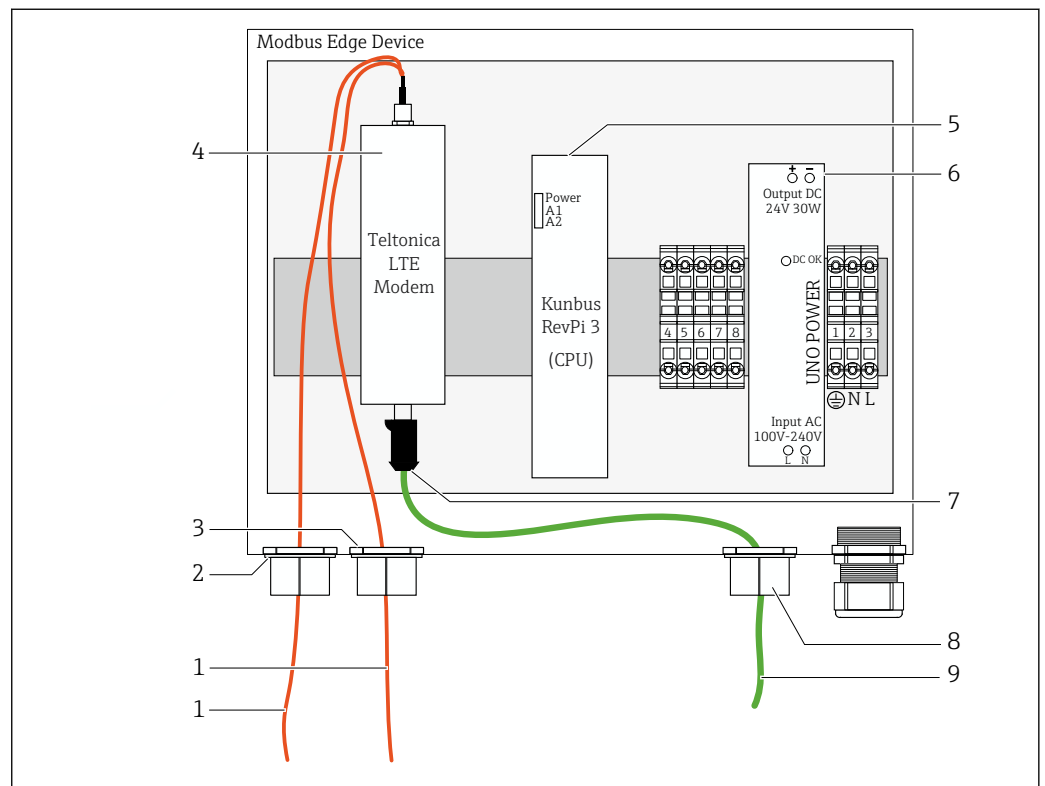 Modbus Edge Device
4
5
6
+ −
Output DC
24V 30W
Power
A1
A2
Teltonica
LTE
Modem
DC OK
Kunbus
RevPi 3
(CPU)
4 5 6 7 8
UNO POWER
1 2 3
N L
Input AC
100V-240V
L N
7
3
2
8
1
9
1